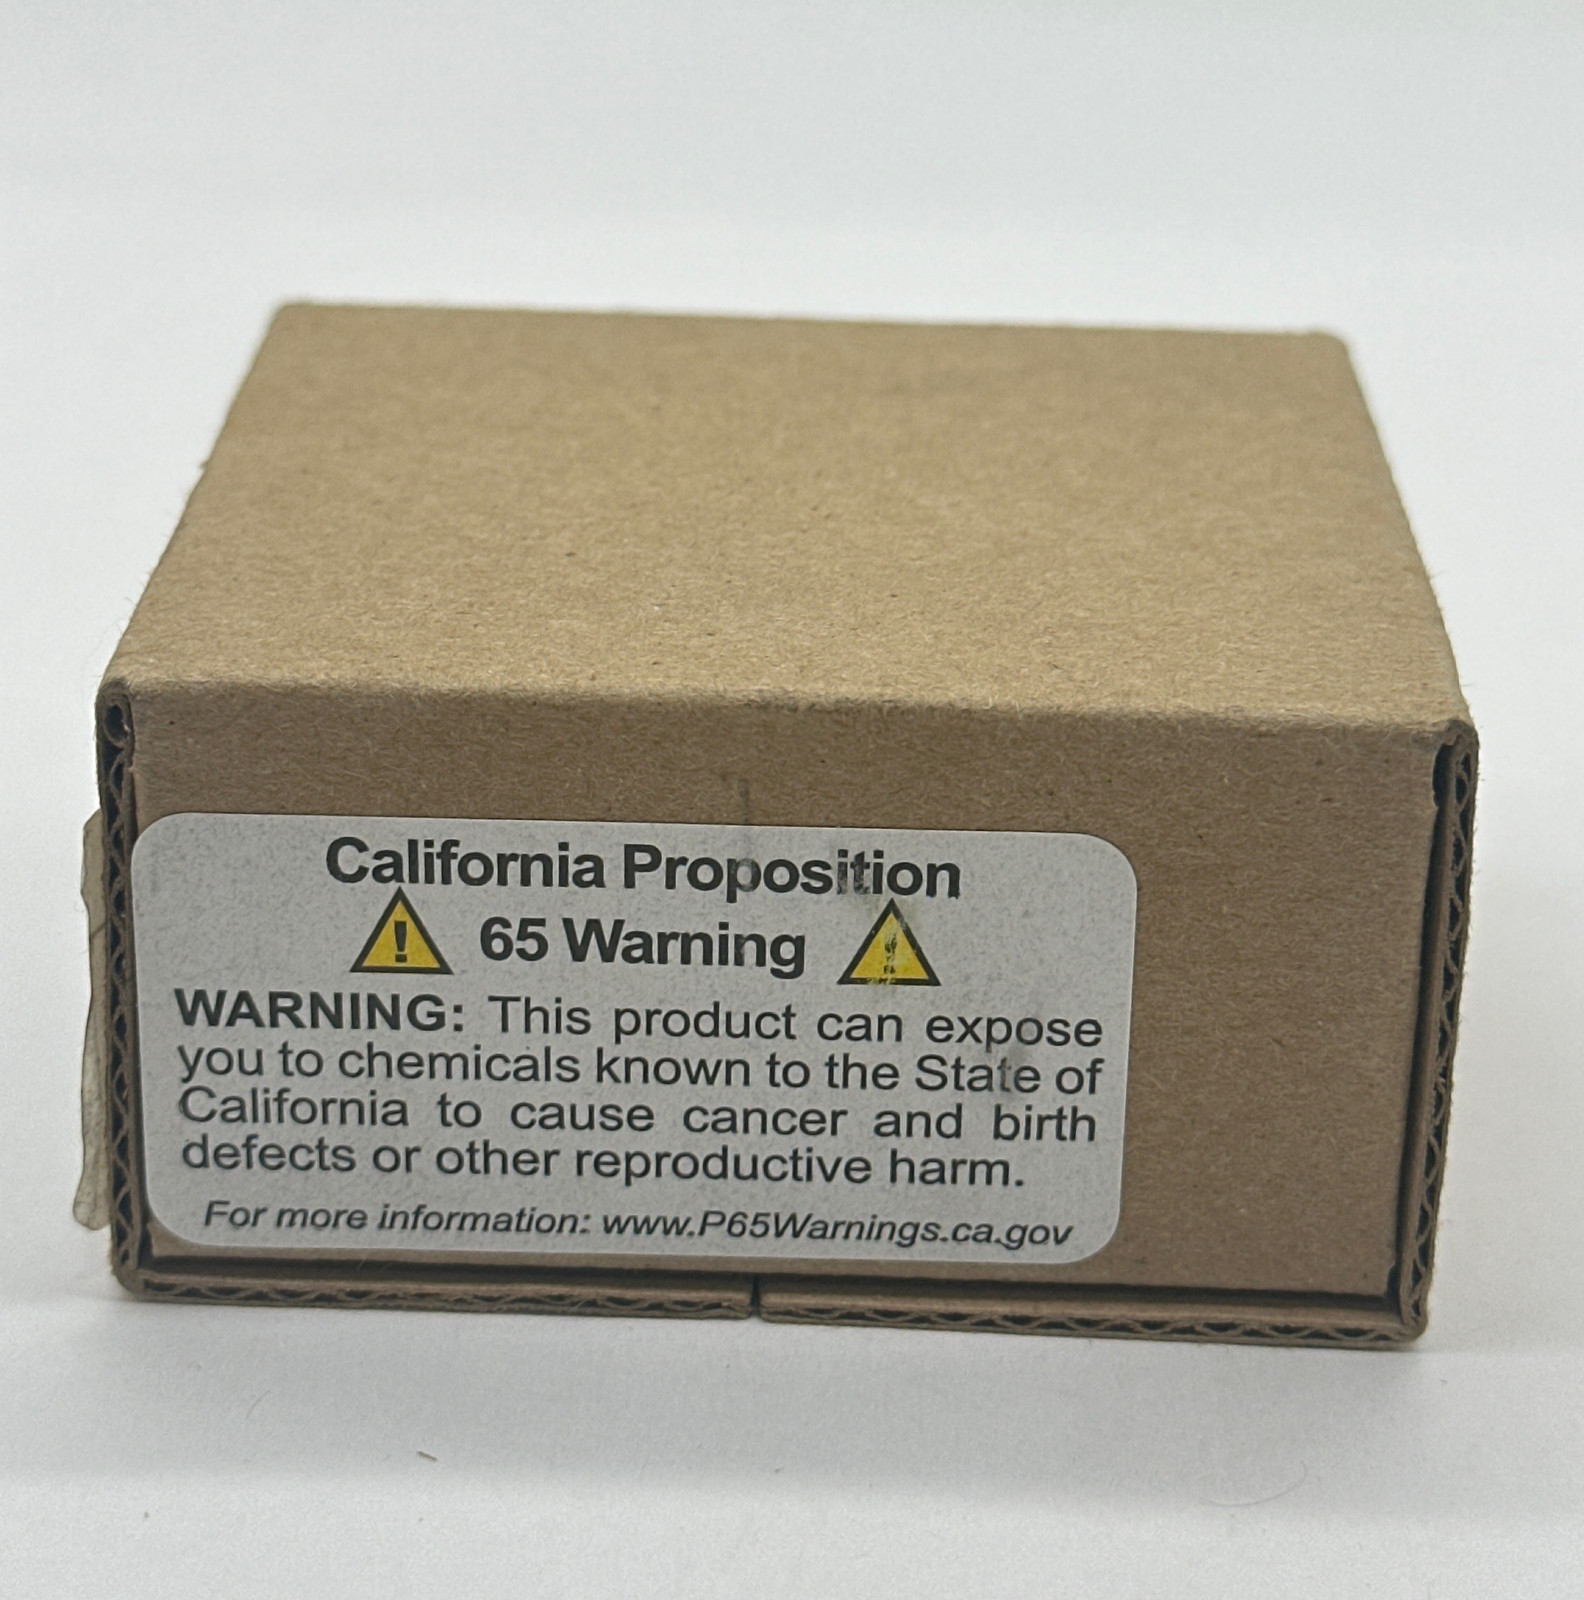 California Proposition
65 Warning
WARNING: This product can expose
you to chemicals known to the State of
California to cause cancer and birth
defects or other reproductive harm.
For more information: www.P65Warnings.ca.gov